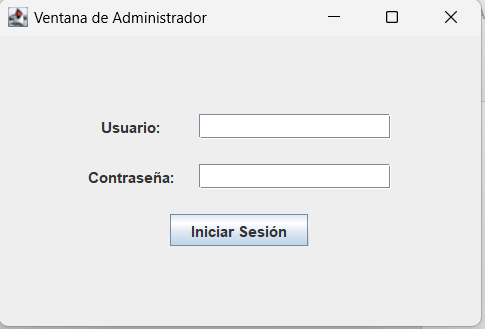 Ventana de Administrador
Usuario:
Contraseña:
Iniciar Sesión